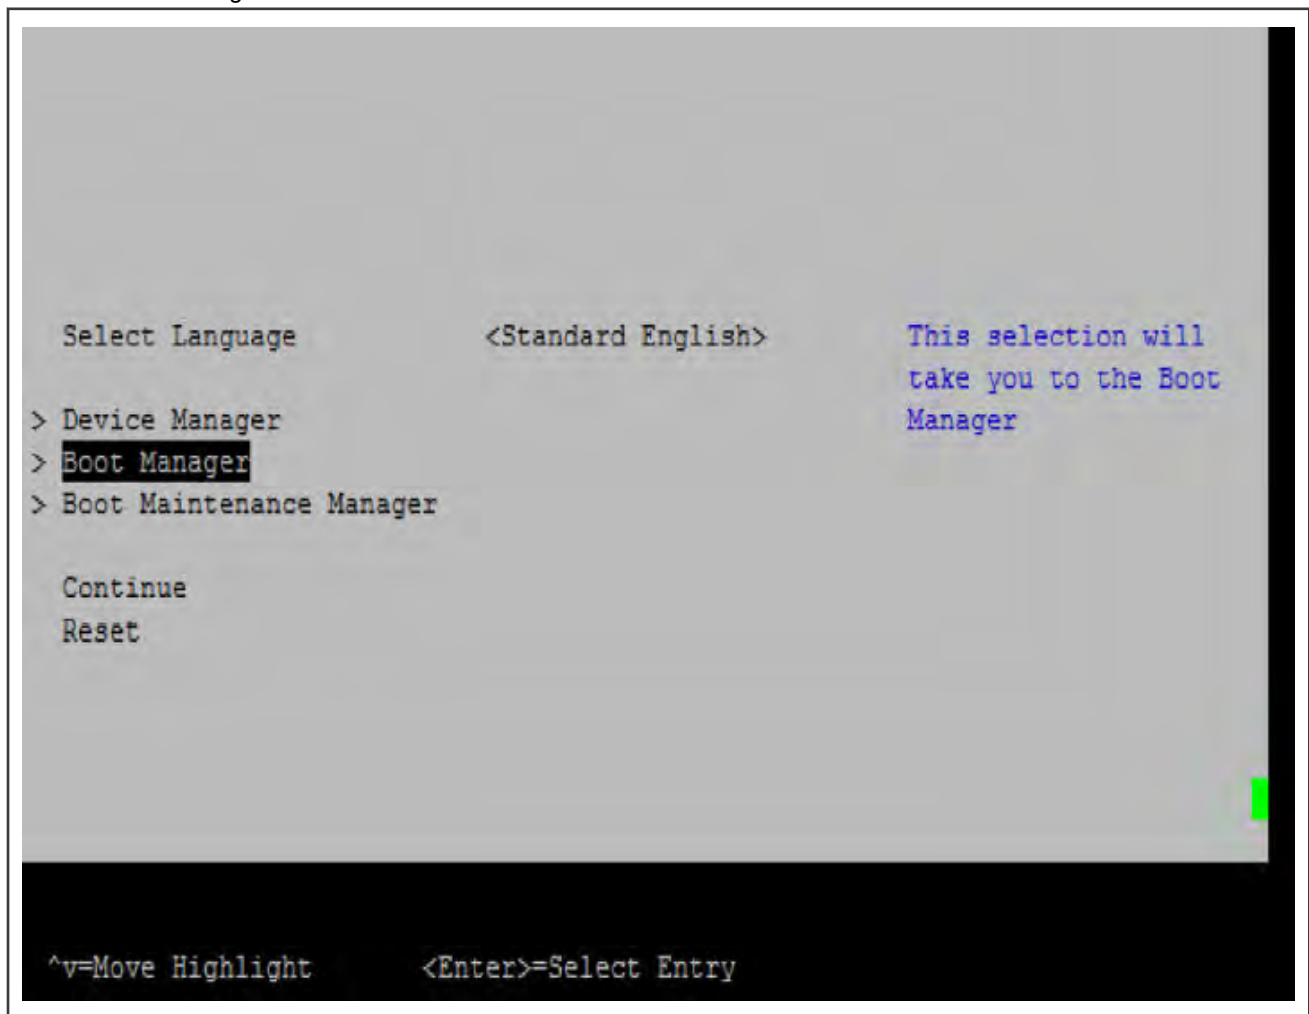 Select Language <Standard English> This selection will
take you to the Boot
> Device Manager Manager
> Boot Manager
> Boot Maintenance Manager
Continue
Reset
^v=Move Highlight <Enter>=Select Entry